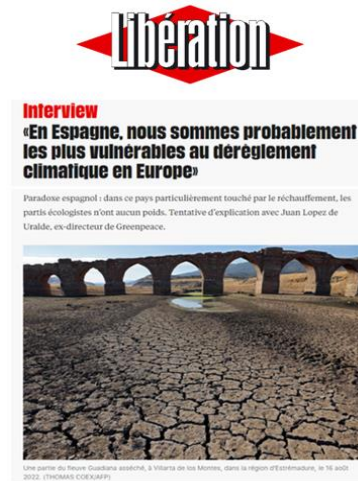 Libération
Interview
«En Espagne, nous sommes probablement
les plus vulnérables au dérèglement
climatique en Europe»
Paradoxe espagnol : dans ce pays particulièrement touché par le réchauffement, les
partis écologistes n'ont aucun poids. Tentative d'explication avec Juan Lopez de
Uralde, ex-directeur de Greenpeace.
Une partie du fleuve Guadiana asséché, à Villarta de los Montes, dans la région d'Estrémadure, le 16 août
2022. (THOMAS COEX/AFP)